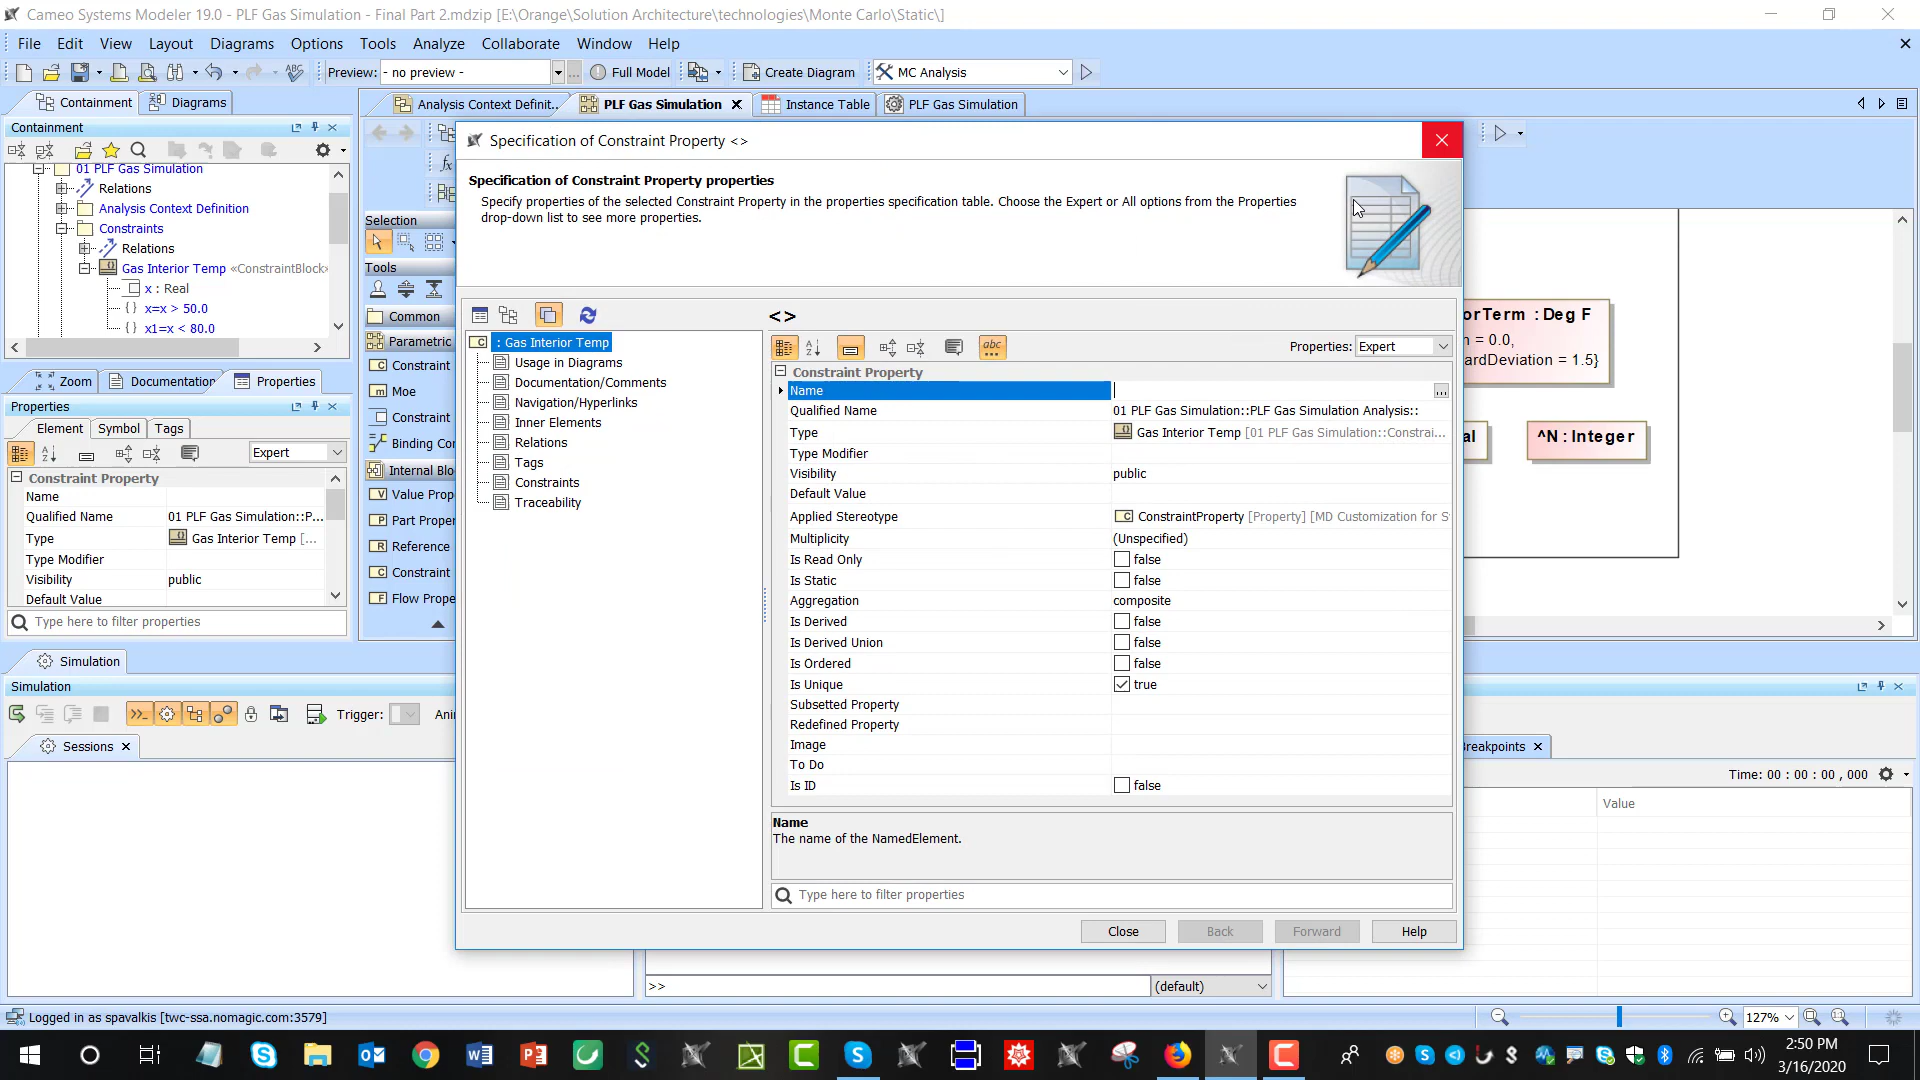 Cameo Systems Modeler 19.0 - PLF Gas Simulation - Final Part 2.mdzip [E:\Orange\Solution Architecture\technologies\Monte Carlo\Static\]
File Edit View Layout Diagrams Options Tools Analyze Collaborate Window Help
Preview: - no preview - ... Full Model Create Diagram MC Analysis
Containment Diagrams
Analysis Context Definit... PLF Gas Simulation Instance Table PLF Gas Simulation
Containment
01 PLF Gas Simulation
Relations
Analysis Context Definition
Constraints
Relations
Gas Interior Temp «ConstraintBlock»
x : Real
{} x=x > 50.0
{} x1=x < 80.0
Zoom Documentation Properties
Properties
Element Symbol Tags
Expert
Constraint Property
Name
Qualified Name 01 PLF Gas Simulation::P...
Type Gas Interior Temp [...
Type Modifier
Visibility public
Default Value
Type here to filter properties
Selection
Tools
Common
Parametric
Constraint
Moe
Constraint
Binding Co
Internal Blo
Value Prop
Part Proper
Reference
Constraint
Flow Prope
Specification of Constraint Property <>
Specification of Constraint Property properties
Specify properties of the selected Constraint Property in the properties specification table. Choose the Expert or All options from the Properties
drop-down list to see more properties.
: Gas Interior Temp
Usage in Diagrams
Documentation/Comments
Navigation/Hyperlinks
Inner Elements
Relations
Tags
Constraints
Traceability
<>
abc
Properties: Expert
Constraint Property
Name ...
Qualified Name 01 PLF Gas Simulation::PLF Gas Simulation Analysis::
Type Gas Interior Temp [01 PLF Gas Simulation::Constrai...
Type Modifier
Visibility public
Default Value
Applied Stereotype ConstraintProperty [Property] [MD Customization for S
Multiplicity (Unspecified)
Is Read Only false
Is Static false
Aggregation composite
Is Derived false
Is Derived Union false
Is Ordered false
Is Unique true
Subsetted Property
Redefined Property
Image
To Do
Is ID false
Name
The name of the NamedElement.
Type here to filter properties
Close Back Forward Help
orTerm : Deg F
n = 0.0,
ardDeviation = 1.5}
al
^N : Integer
Simulation
Simulation
Trigger: Ani
Sessions
Breakpoints
Time: 00 : 00 : 00 , 000
Value
>> (default)
Logged in as spavalkis [twc-ssa.nomagic.com:3579]
127%
2:50 PM
3/16/2020